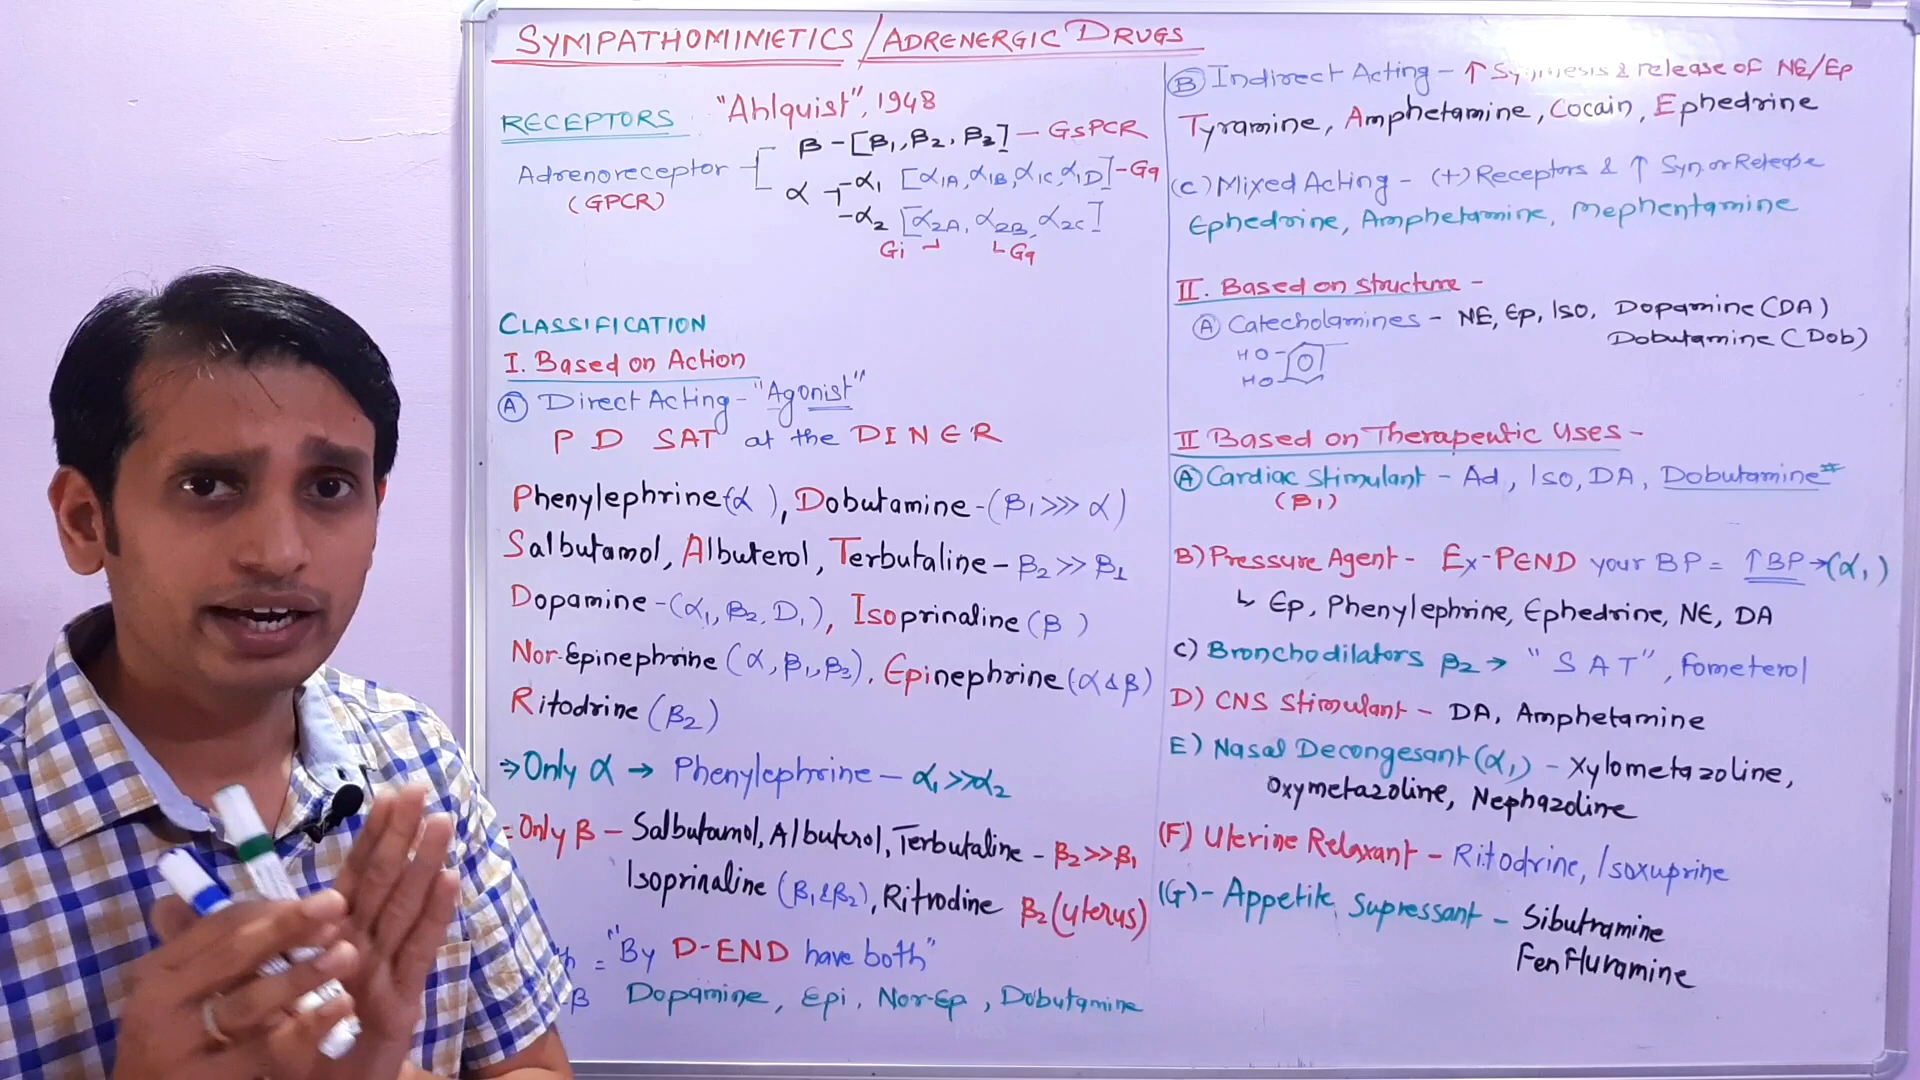 SYMPATHOMINETICS / ADRENERGIC DRUGS
RECEPTORS "Ahlquist", 1948
β - [β1, β2, β3] - GsPCR
Adrenoreceptor
(GPCR)
α - α1 [α1A, α1B, α1C, α1D] - Gq
- α2 [α2A, α2B, α2C]
Gi Gq
CLASSIFICATION
I. Based on Action
(A) Direct Acting - "Agonist"
P D SAT at the DINER
Phenylephrine (α), Dobutamine - (β1 >>> α)
Salbutamol, Albuterol, Terbutaline - β2 >> β1
Dopamine - (α1, β2, D1), Isoprinaline (β)
Nor-Epinephrine (α, β1, β3), Epinephrine (α & β)
Ritodrine (β2)
⇒ Only α → Phenylephrine - α1 >> α2
= Only β - Salbutamol, Albuterol, Terbutaline - β2 >> β1
Isoprinaline (β1 & β2), Ritrodine β2 (uterus)
th = "By D-END have both"
β Dopamine, Epi, Nor-Ep, Dobutamine
(B) Indirect Acting - ↑ Synthesis & release of NE/Ep
Tyramine, Amphetamine, Cocain, Ephedrine
(C) Mixed Acting - (+) Receptors & ↑ Syn. or Release
Ephedrine, Amphetamine, Mephentamine
II. Based on structure -
(A) Catecholamines - NE, Ep, Iso, Dopamine (DA)
Dobutamine (Dob)
HO-
HO-
II Based on Therapeutic Uses -
(A) Cardiac Stimulant - Ad, Iso, DA, Dobutamine*
(β1)
B) Pressure Agent - Ex-PEND your BP = ↑BP → (α1)
↳ Ep, Phenylephrine, Ephedrine, NE, DA
C) Bronchodilators β2 → "SAT", Fometerol
D) CNS Stimulant - DA, Amphetamine
E) Nasal Decongesant (α1) - Xylometazoline,
Oxymetazoline, Nephazoline
(F) Uterine Relaxant - Ritodrine, Isoxuprine
(G) - Appetite Supressant - Sibutramine
Fenfluramine